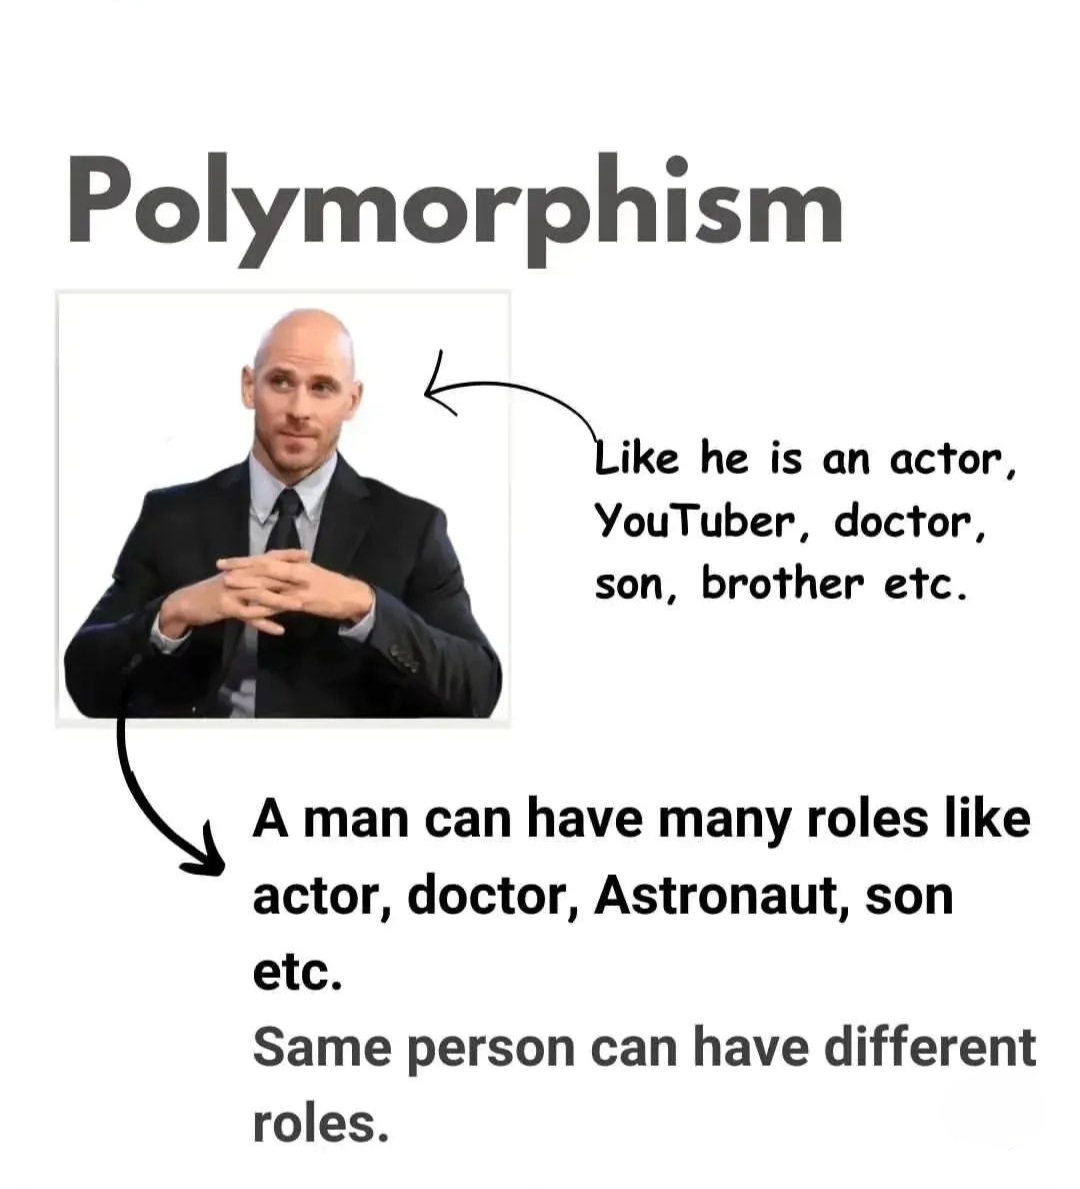 Polymorphism
Like he is an actor,
YouTuber, doctor,
son, brother etc.
A man can have many roles like
actor, doctor, Astronaut, son
etc.
Same person can have different
roles.